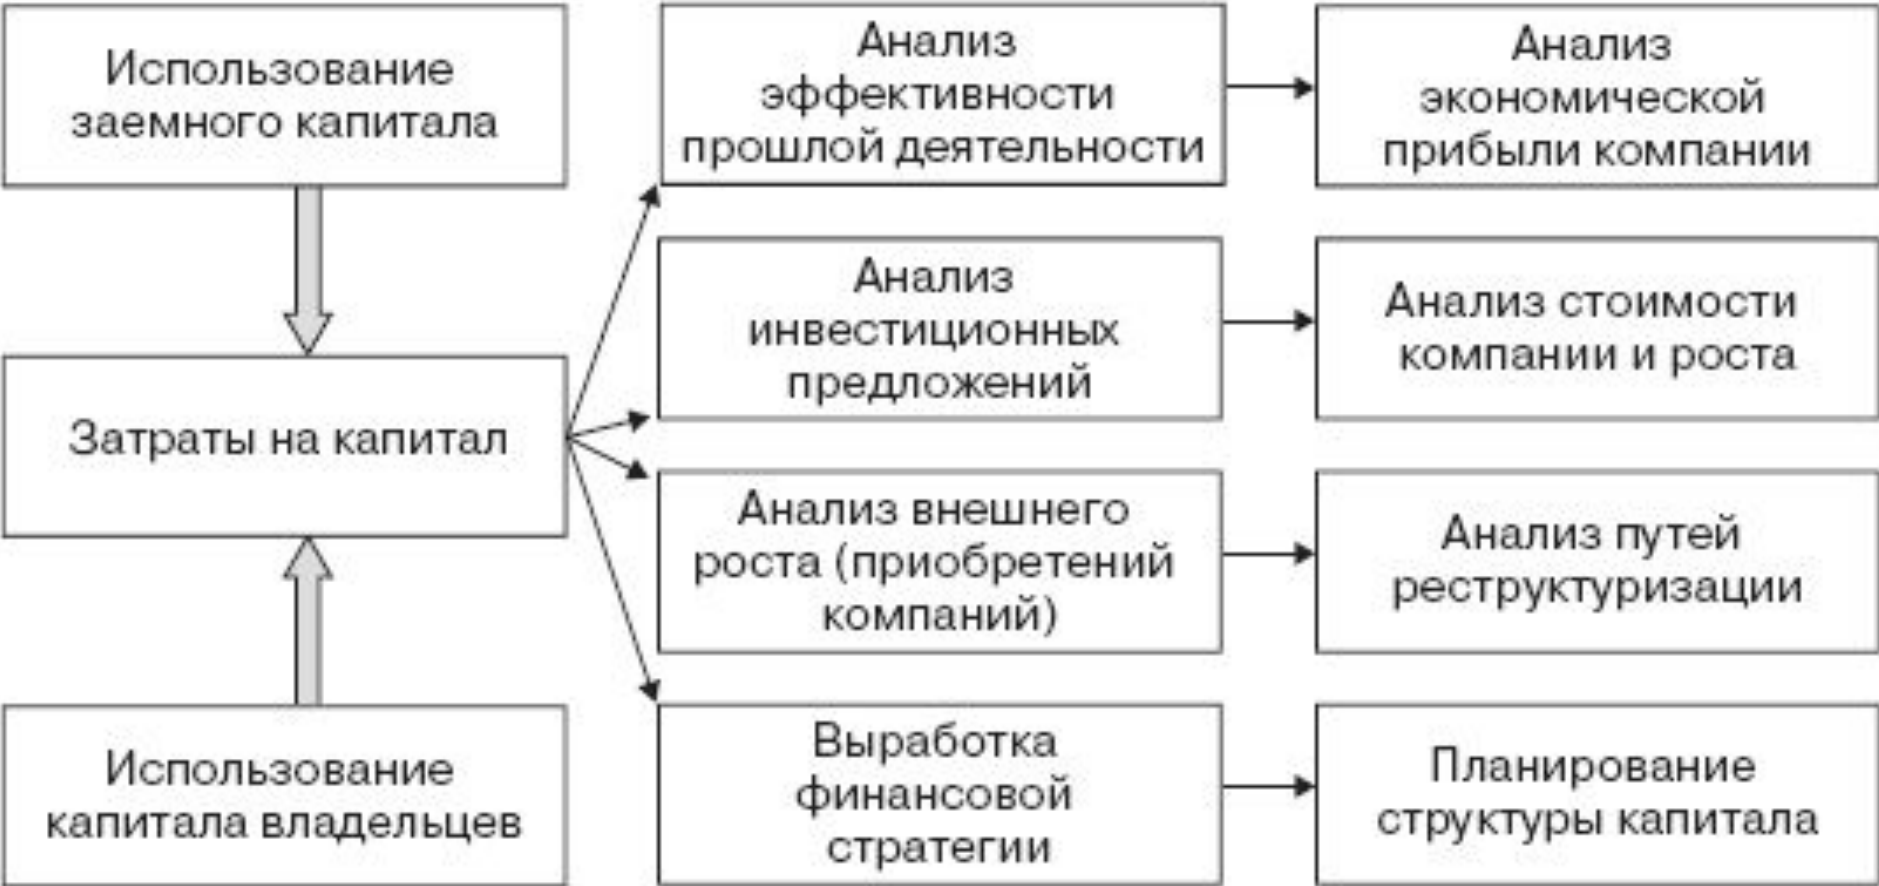 Использование
заемного капитала
Затраты на капитал
Использование
капитала владельцев
Анализ
эффективности
прошлой деятельности
Анализ
экономической
прибыли компании
Анализ
инвестиционных
предложений
Анализ стоимости
компании и роста
Анализ внешнего
роста (приобретений
компаний)
Анализ путей
реструктуризации
Выработка
финансовой
стратегии
Планирование
структуры капитала